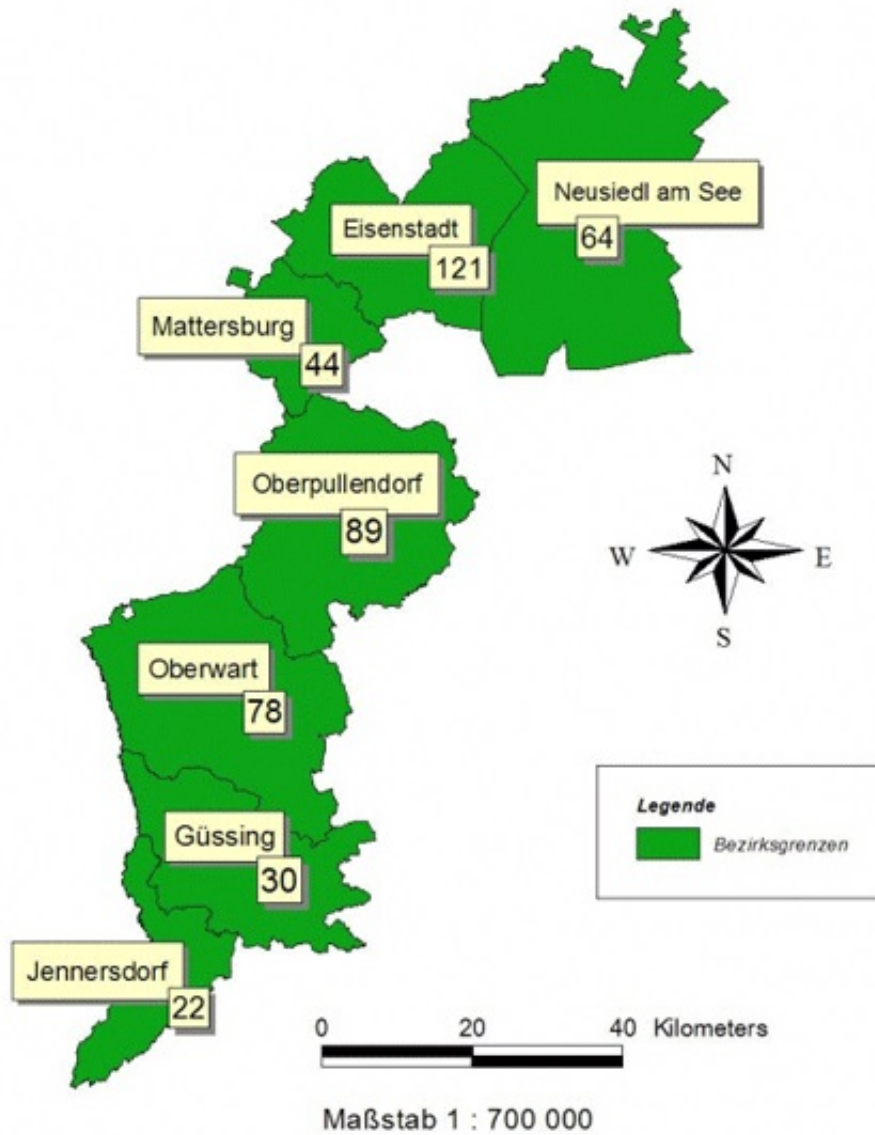 Neusiedl am See
64
Eisenstadt
121
Mattersburg
44
Oberpullendorf
89
N
W E
S
Oberwart
78
Legende
Bezirksgrenzen
Güssing
30
Jennersdorf
22
0 20 40 Kilometers
Maßstab 1 : 700 000